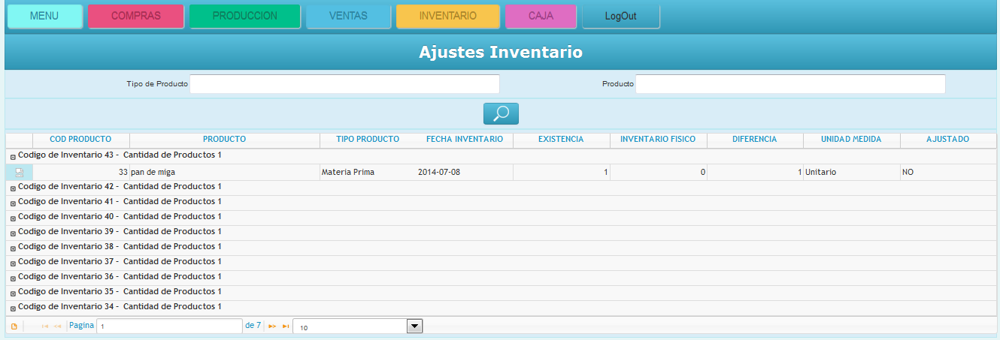 MENU COMPRAS PRODUCCION VENTAS INVENTARIO CAJA LogOut
Ajustes Inventario
Tipo de Producto Producto
COD PRODUCTO PRODUCTO TIPO PRODUCTO FECHA INVENTARIO EXISTENCIA INVENTARIO FISICO DIFERENCIA UNIDAD MEDIDA AJUSTADO
Codigo de Inventario 43 - Cantidad de Productos 1
33 pan de miga Materia Prima 2014-07-08 1 0 1 Unitario NO
Codigo de Inventario 42 - Cantidad de Productos 1
Codigo de Inventario 41 - Cantidad de Productos 1
Codigo de Inventario 40 - Cantidad de Productos 1
Codigo de Inventario 39 - Cantidad de Productos 1
Codigo de Inventario 38 - Cantidad de Productos 1
Codigo de Inventario 37 - Cantidad de Productos 1
Codigo de Inventario 36 - Cantidad de Productos 1
Codigo de Inventario 35 - Cantidad de Productos 1
Codigo de Inventario 34 - Cantidad de Productos 1
Pagina 1 de 7 10